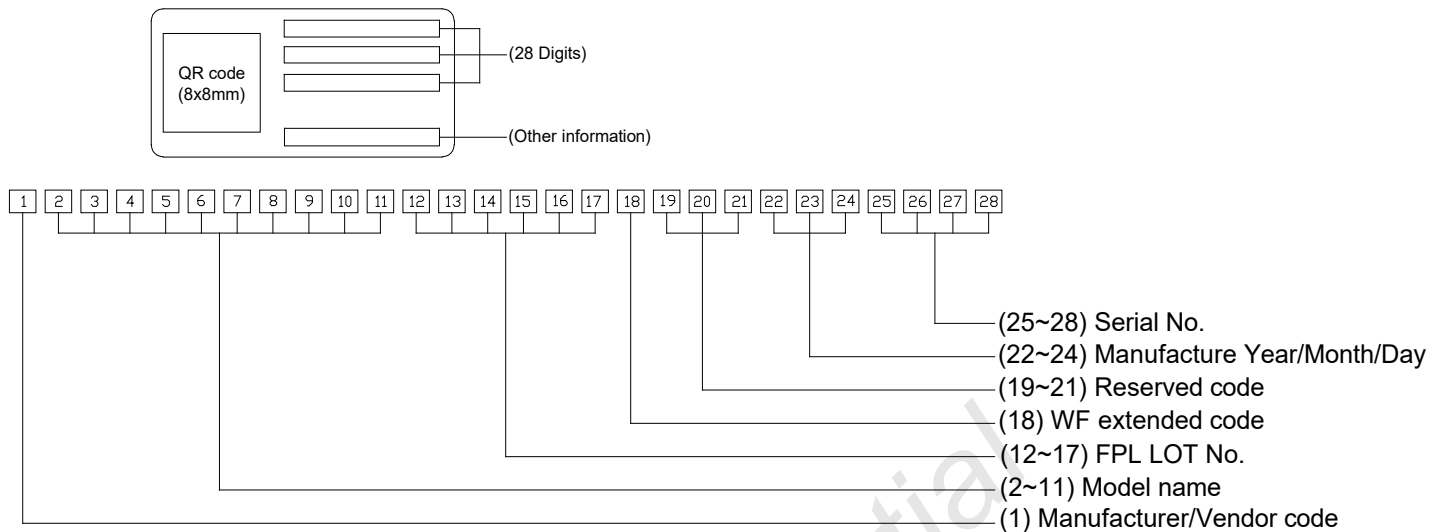 QR code
(8x8mm)
(28 Digits)
(Other information)
1 2 3 4 5 6 7 8 9 10 11 12 13 14 15 16 17 18 19 20 21 22 23 24 25 26 27 28
(25~28) Serial No.
(22~24) Manufacture Year/Month/Day
(19~21) Reserved code
(18) WF extended code
(12~17) FPL LOT No.
(2~11) Model name
(1) Manufacturer/Vendor code
tial